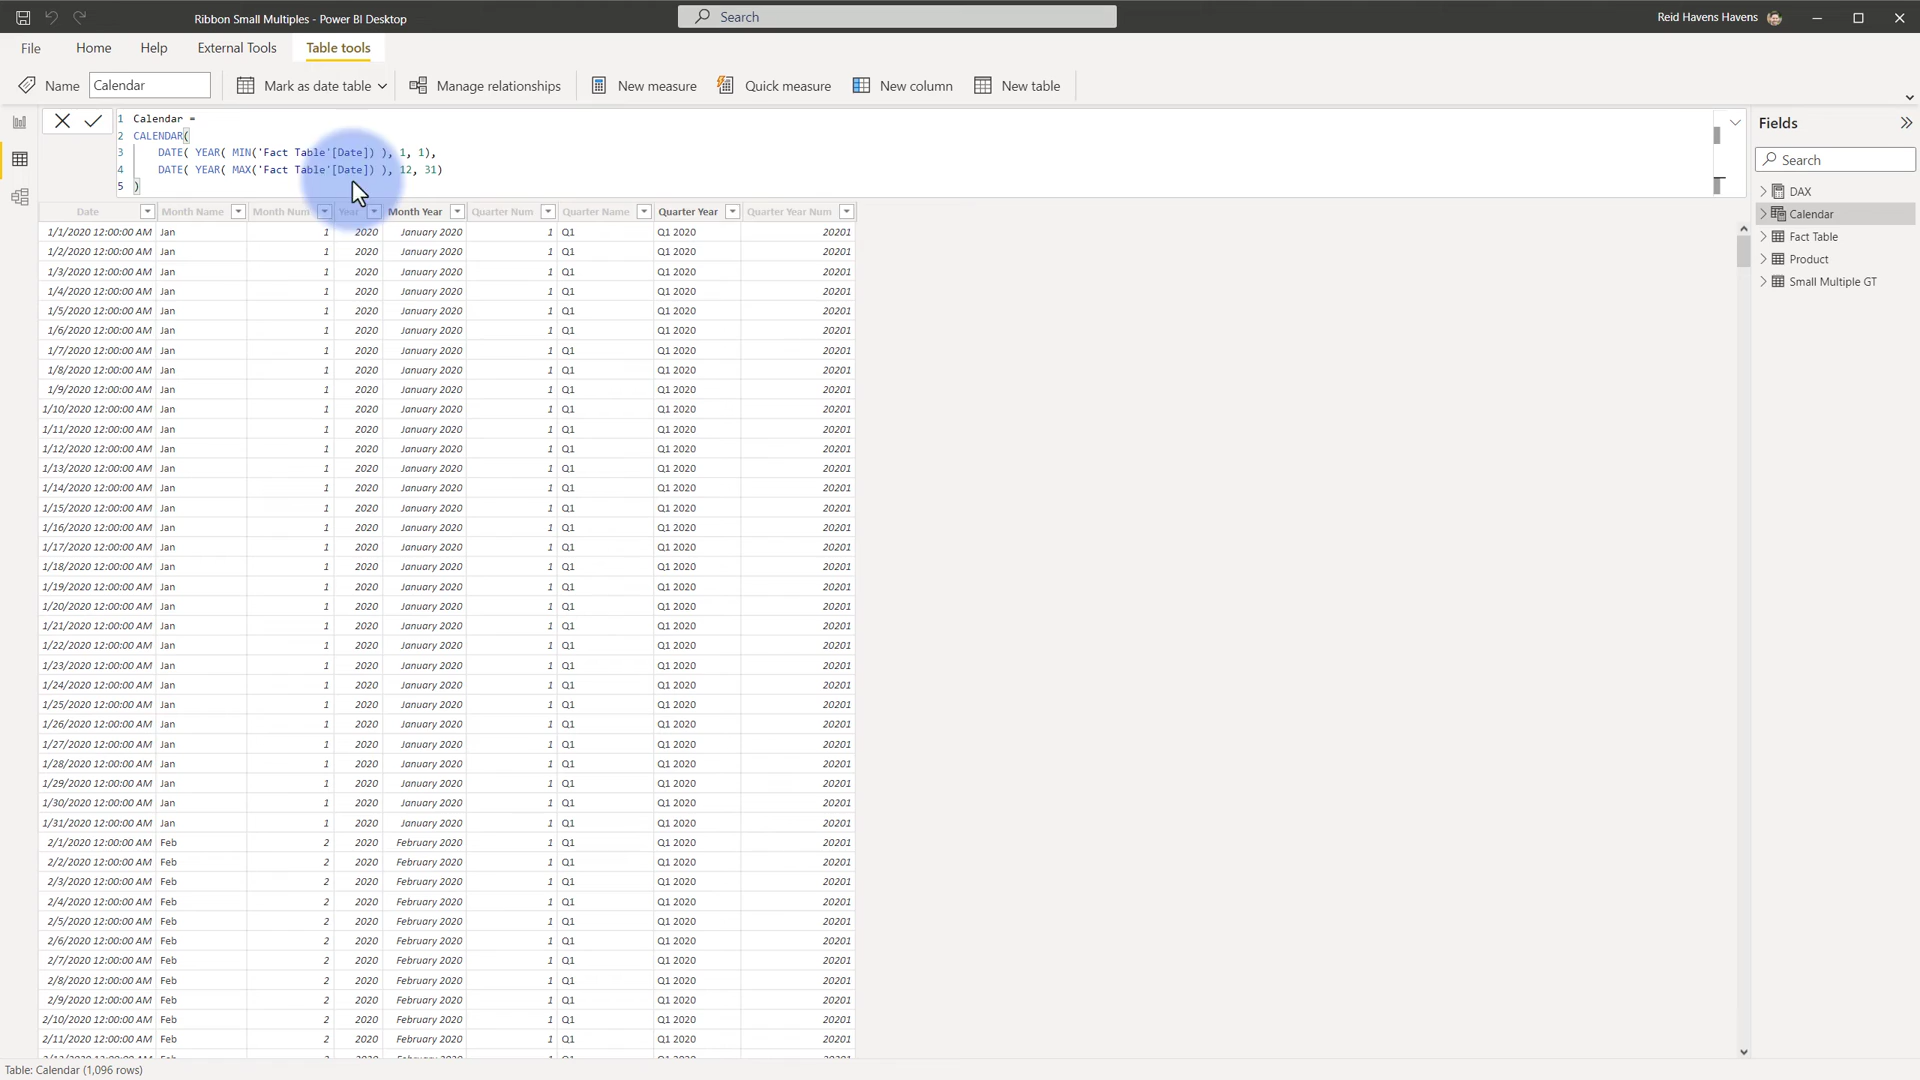 Ribbon Small Multiples - Power BI Desktop
Search
Reid Havens Havens
File Home Help External Tools Table tools
Name Calendar Mark as date table Manage relationships New measure Quick measure New column New table
1 Calendar =
2 CALENDAR(
3 DATE( YEAR( MIN('Fact Table'[Date]) ), 1, 1),
4 DATE( YEAR( MAX('Fact Table'[Date]) ), 12, 31)
5 )
Date Month Name Month Num Year Month Year Quarter Num Quarter Name Quarter Year Quarter Year Num
1/1/2020 12:00:00 AM Jan 1 2020 January 2020 1 Q1 Q1 2020 20201
1/2/2020 12:00:00 AM Jan 1 2020 January 2020 1 Q1 Q1 2020 20201
1/3/2020 12:00:00 AM Jan 1 2020 January 2020 1 Q1 Q1 2020 20201
1/4/2020 12:00:00 AM Jan 1 2020 January 2020 1 Q1 Q1 2020 20201
1/5/2020 12:00:00 AM Jan 1 2020 January 2020 1 Q1 Q1 2020 20201
1/6/2020 12:00:00 AM Jan 1 2020 January 2020 1 Q1 Q1 2020 20201
1/7/2020 12:00:00 AM Jan 1 2020 January 2020 1 Q1 Q1 2020 20201
1/8/2020 12:00:00 AM Jan 1 2020 January 2020 1 Q1 Q1 2020 20201
1/9/2020 12:00:00 AM Jan 1 2020 January 2020 1 Q1 Q1 2020 20201
1/10/2020 12:00:00 AM Jan 1 2020 January 2020 1 Q1 Q1 2020 20201
1/11/2020 12:00:00 AM Jan 1 2020 January 2020 1 Q1 Q1 2020 20201
1/12/2020 12:00:00 AM Jan 1 2020 January 2020 1 Q1 Q1 2020 20201
1/13/2020 12:00:00 AM Jan 1 2020 January 2020 1 Q1 Q1 2020 20201
1/14/2020 12:00:00 AM Jan 1 2020 January 2020 1 Q1 Q1 2020 20201
1/15/2020 12:00:00 AM Jan 1 2020 January 2020 1 Q1 Q1 2020 20201
1/16/2020 12:00:00 AM Jan 1 2020 January 2020 1 Q1 Q1 2020 20201
1/17/2020 12:00:00 AM Jan 1 2020 January 2020 1 Q1 Q1 2020 20201
1/18/2020 12:00:00 AM Jan 1 2020 January 2020 1 Q1 Q1 2020 20201
1/19/2020 12:00:00 AM Jan 1 2020 January 2020 1 Q1 Q1 2020 20201
1/20/2020 12:00:00 AM Jan 1 2020 January 2020 1 Q1 Q1 2020 20201
1/21/2020 12:00:00 AM Jan 1 2020 January 2020 1 Q1 Q1 2020 20201
1/22/2020 12:00:00 AM Jan 1 2020 January 2020 1 Q1 Q1 2020 20201
1/23/2020 12:00:00 AM Jan 1 2020 January 2020 1 Q1 Q1 2020 20201
1/24/2020 12:00:00 AM Jan 1 2020 January 2020 1 Q1 Q1 2020 20201
1/25/2020 12:00:00 AM Jan 1 2020 January 2020 1 Q1 Q1 2020 20201
1/26/2020 12:00:00 AM Jan 1 2020 January 2020 1 Q1 Q1 2020 20201
1/27/2020 12:00:00 AM Jan 1 2020 January 2020 1 Q1 Q1 2020 20201
1/28/2020 12:00:00 AM Jan 1 2020 January 2020 1 Q1 Q1 2020 20201
1/29/2020 12:00:00 AM Jan 1 2020 January 2020 1 Q1 Q1 2020 20201
1/30/2020 12:00:00 AM Jan 1 2020 January 2020 1 Q1 Q1 2020 20201
1/31/2020 12:00:00 AM Jan 1 2020 January 2020 1 Q1 Q1 2020 20201
2/1/2020 12:00:00 AM Feb 2 2020 February 2020 1 Q1 Q1 2020 20201
2/2/2020 12:00:00 AM Feb 2 2020 February 2020 1 Q1 Q1 2020 20201
2/3/2020 12:00:00 AM Feb 2 2020 February 2020 1 Q1 Q1 2020 20201
2/4/2020 12:00:00 AM Feb 2 2020 February 2020 1 Q1 Q1 2020 20201
2/5/2020 12:00:00 AM Feb 2 2020 February 2020 1 Q1 Q1 2020 20201
2/6/2020 12:00:00 AM Feb 2 2020 February 2020 1 Q1 Q1 2020 20201
2/7/2020 12:00:00 AM Feb 2 2020 February 2020 1 Q1 Q1 2020 20201
2/8/2020 12:00:00 AM Feb 2 2020 February 2020 1 Q1 Q1 2020 20201
2/9/2020 12:00:00 AM Feb 2 2020 February 2020 1 Q1 Q1 2020 20201
2/10/2020 12:00:00 AM Feb 2 2020 February 2020 1 Q1 Q1 2020 20201
2/11/2020 12:00:00 AM Feb 2 2020 February 2020 1 Q1 Q1 2020 20201
Fields
Search
DAX
Calendar
Fact Table
Product
Small Multiple GT
Table: Calendar (1,096 rows)